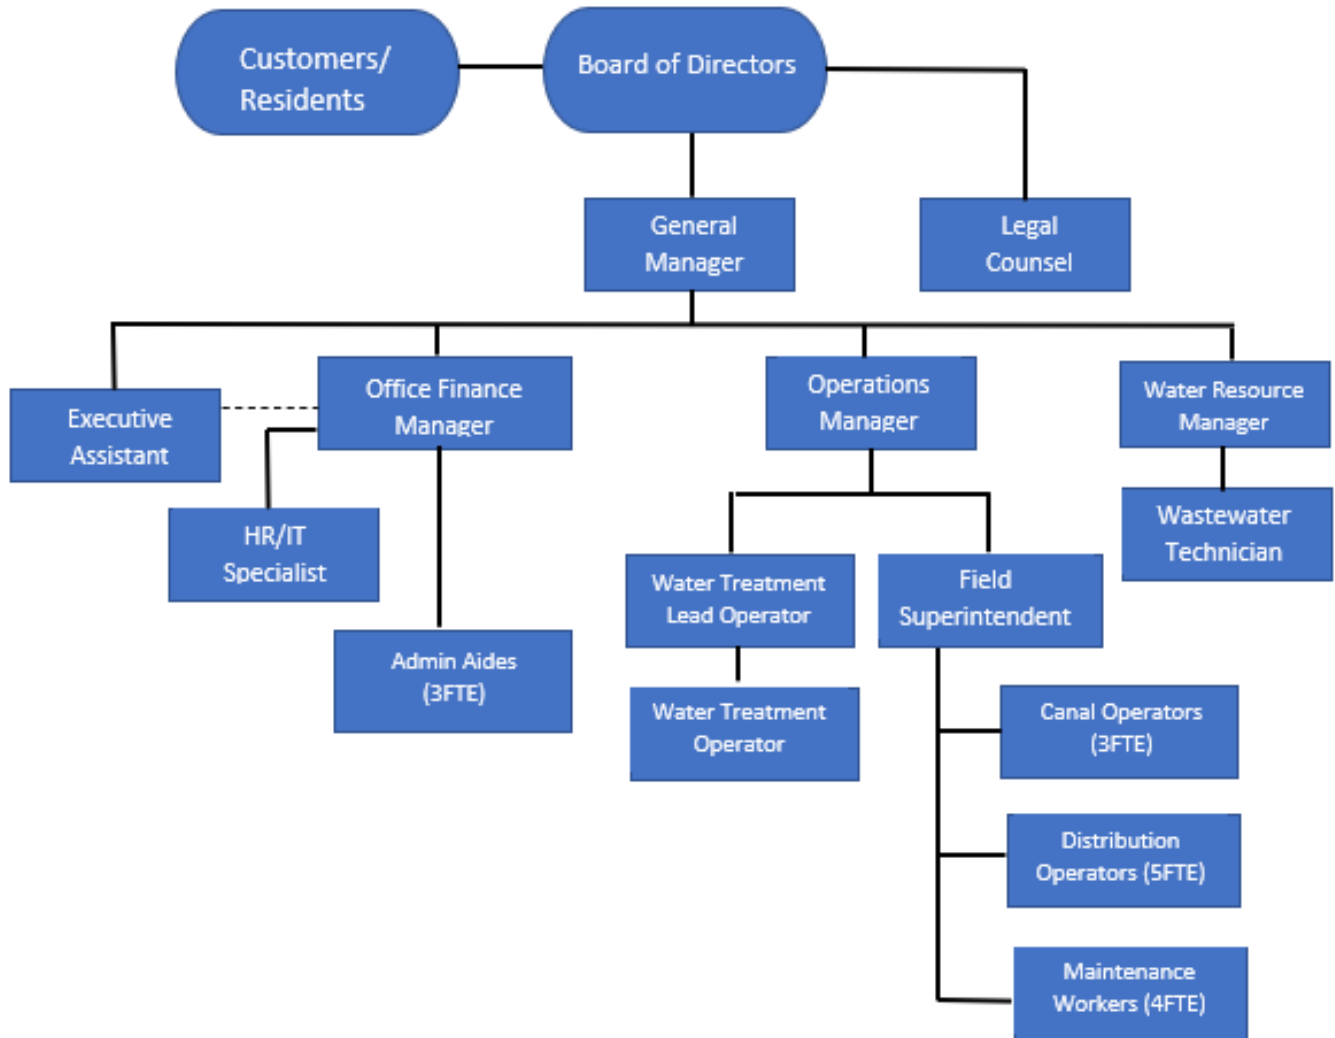 Customers/
Residents
Board of Directors
General
Manager
Legal
Counsel
Executive
Assistant
Office Finance
Manager
Operations
Manager
Water Resource
Manager
HR/IT
Specialist
Wastewater
Technician
Admin Aides
(3FTE)
Water Treatment
Lead Operator
Field
Superintendent
Water Treatment
Operator
Canal Operators
(3FTE)
Distribution
Operators (5FTE)
Maintenance
Workers (4FTE)